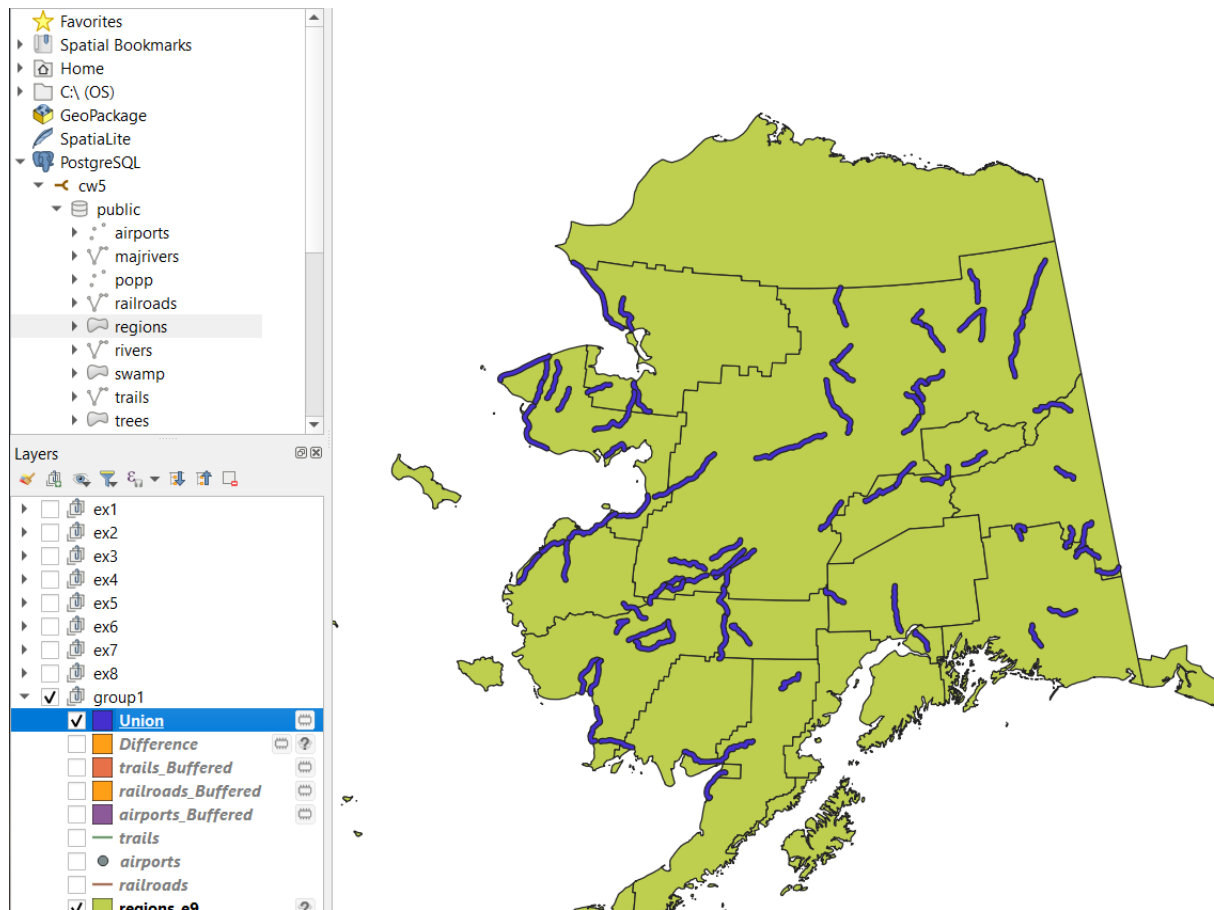 Favorites
Spatial Bookmarks
Home
C:\ (OS)
GeoPackage
SpatiaLite
PostgreSQL
cw5
public
airports
majrivers
popp
railroads
regions
rivers
swamp
trails
trees
Layers
ex1
ex2
ex3
ex4
ex5
ex6
ex7
ex8
group1
Union
Difference
trails_Buffered
railroads_Buffered
airports_Buffered
trails
airports
railroads
regions_e9